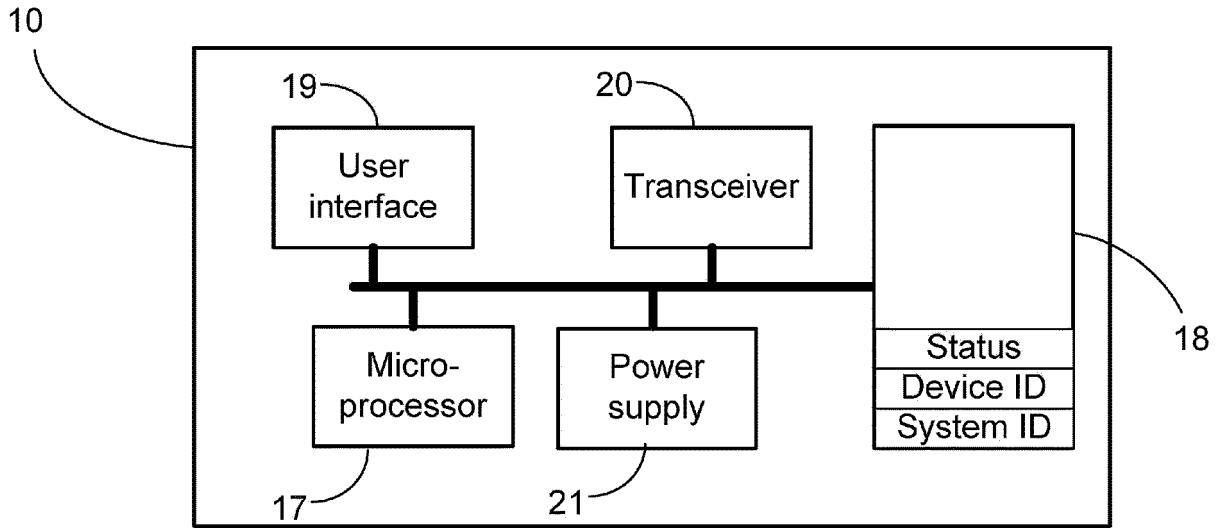 10
19
20
User
interface
Transceiver
18
Status
Micro-
processor
Power
supply
Device ID
System ID
17
21